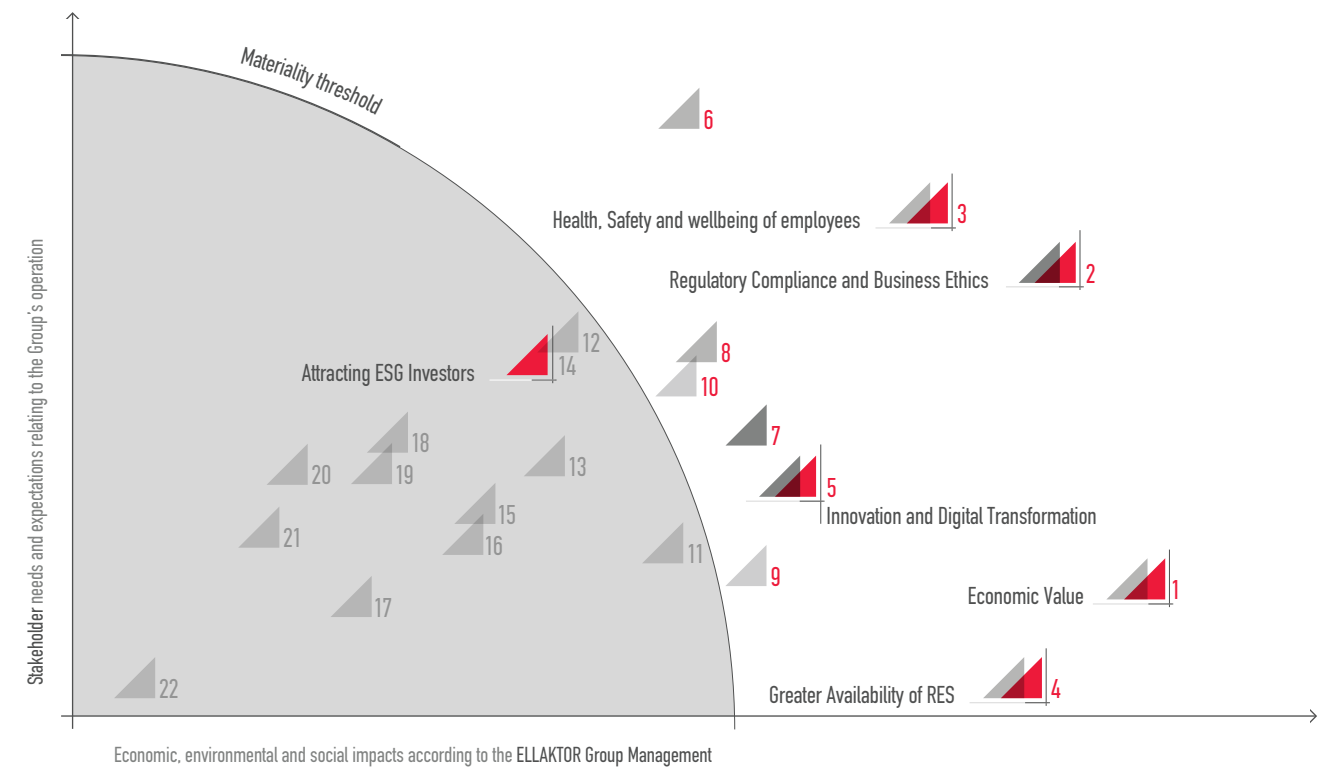 Materiality threshold
6
Health, Safety and wellbeing of employees
3
Regulatory Compliance and Business Ethics
2
12
8
Attracting ESG Investors
14
10
7
18
20
19
13
5
15
Innovation and Digital Transformation
21
16
11
9
Economic Value
1
17
22
Greater Availability of RES
4
Stakeholder needs and expectations relating to the Group's operation
Economic, environmental and social impacts according to the ELLAKTOR Group Management